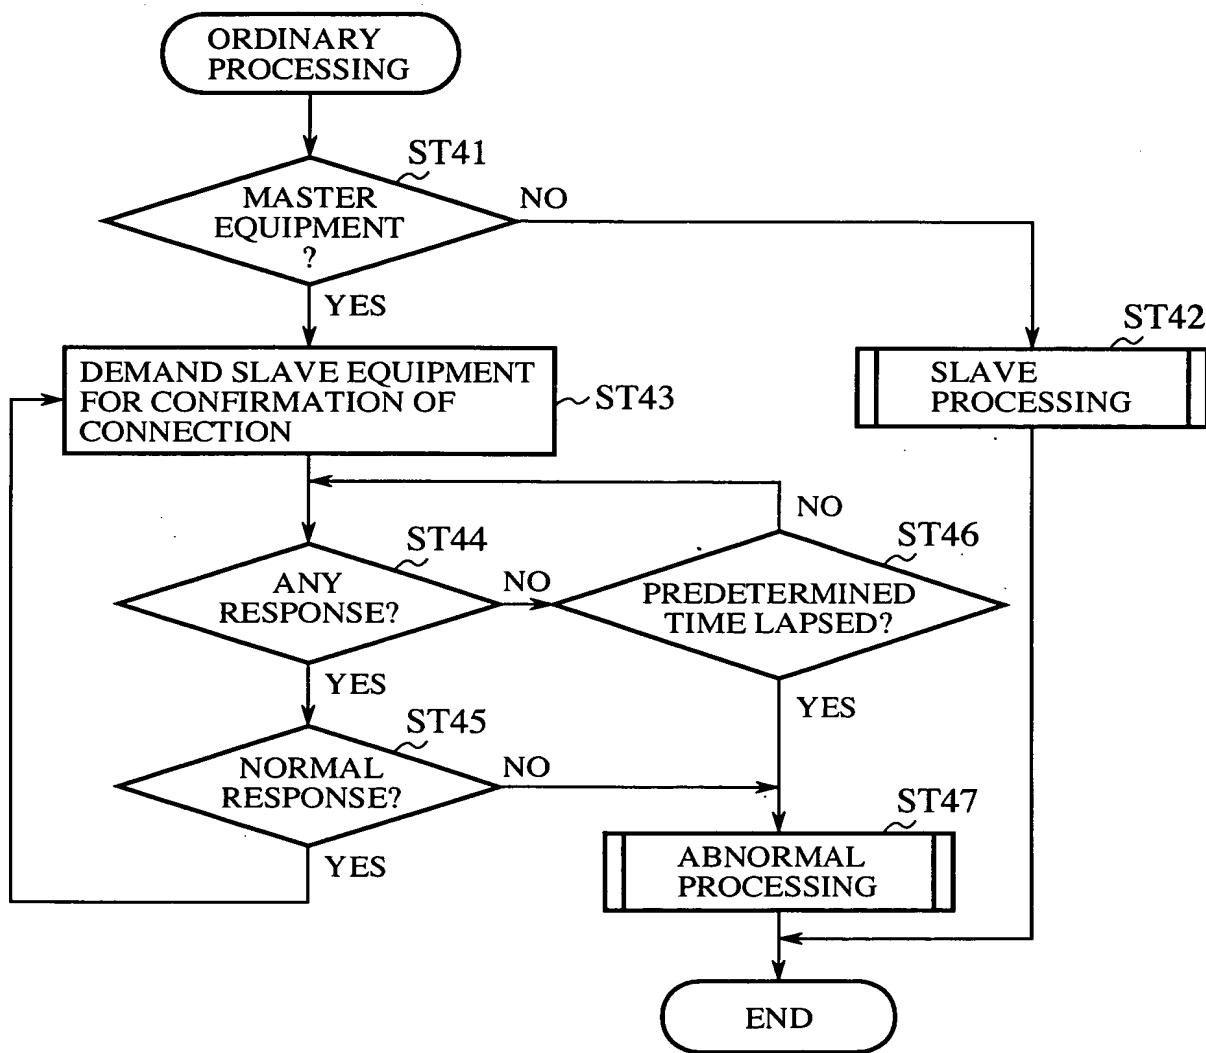 ORDINARY
PROCESSING
ST41
MASTER
EQUIPMENT
?
NO
YES
ST42
SLAVE
PROCESSING
DEMAND SLAVE EQUIPMENT
FOR CONFIRMATION OF
CONNECTION
ST43
NO
ST44
ANY
RESPONSE?
NO
ST46
PREDETERMINED
TIME LAPSED?
YES
YES
ST45
NORMAL
RESPONSE?
NO
YES
ST47
ABNORMAL
PROCESSING
END